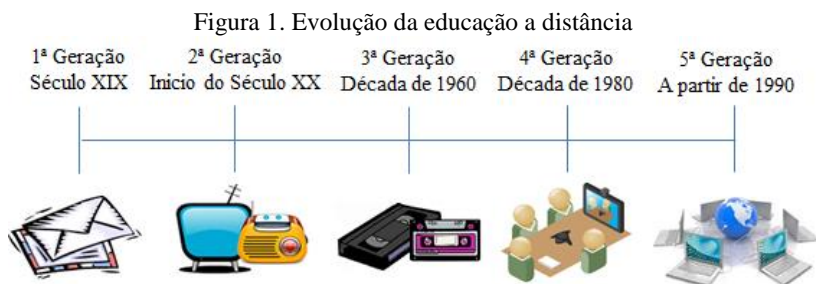 Figura 1. Evolução da educação a distância
1ª Geração
Século XIX
2ª Geração
Inicio do Século XX
3ª Geração
Década de 1960
4ª Geração
Década de 1980
5ª Geração
A partir de 1990